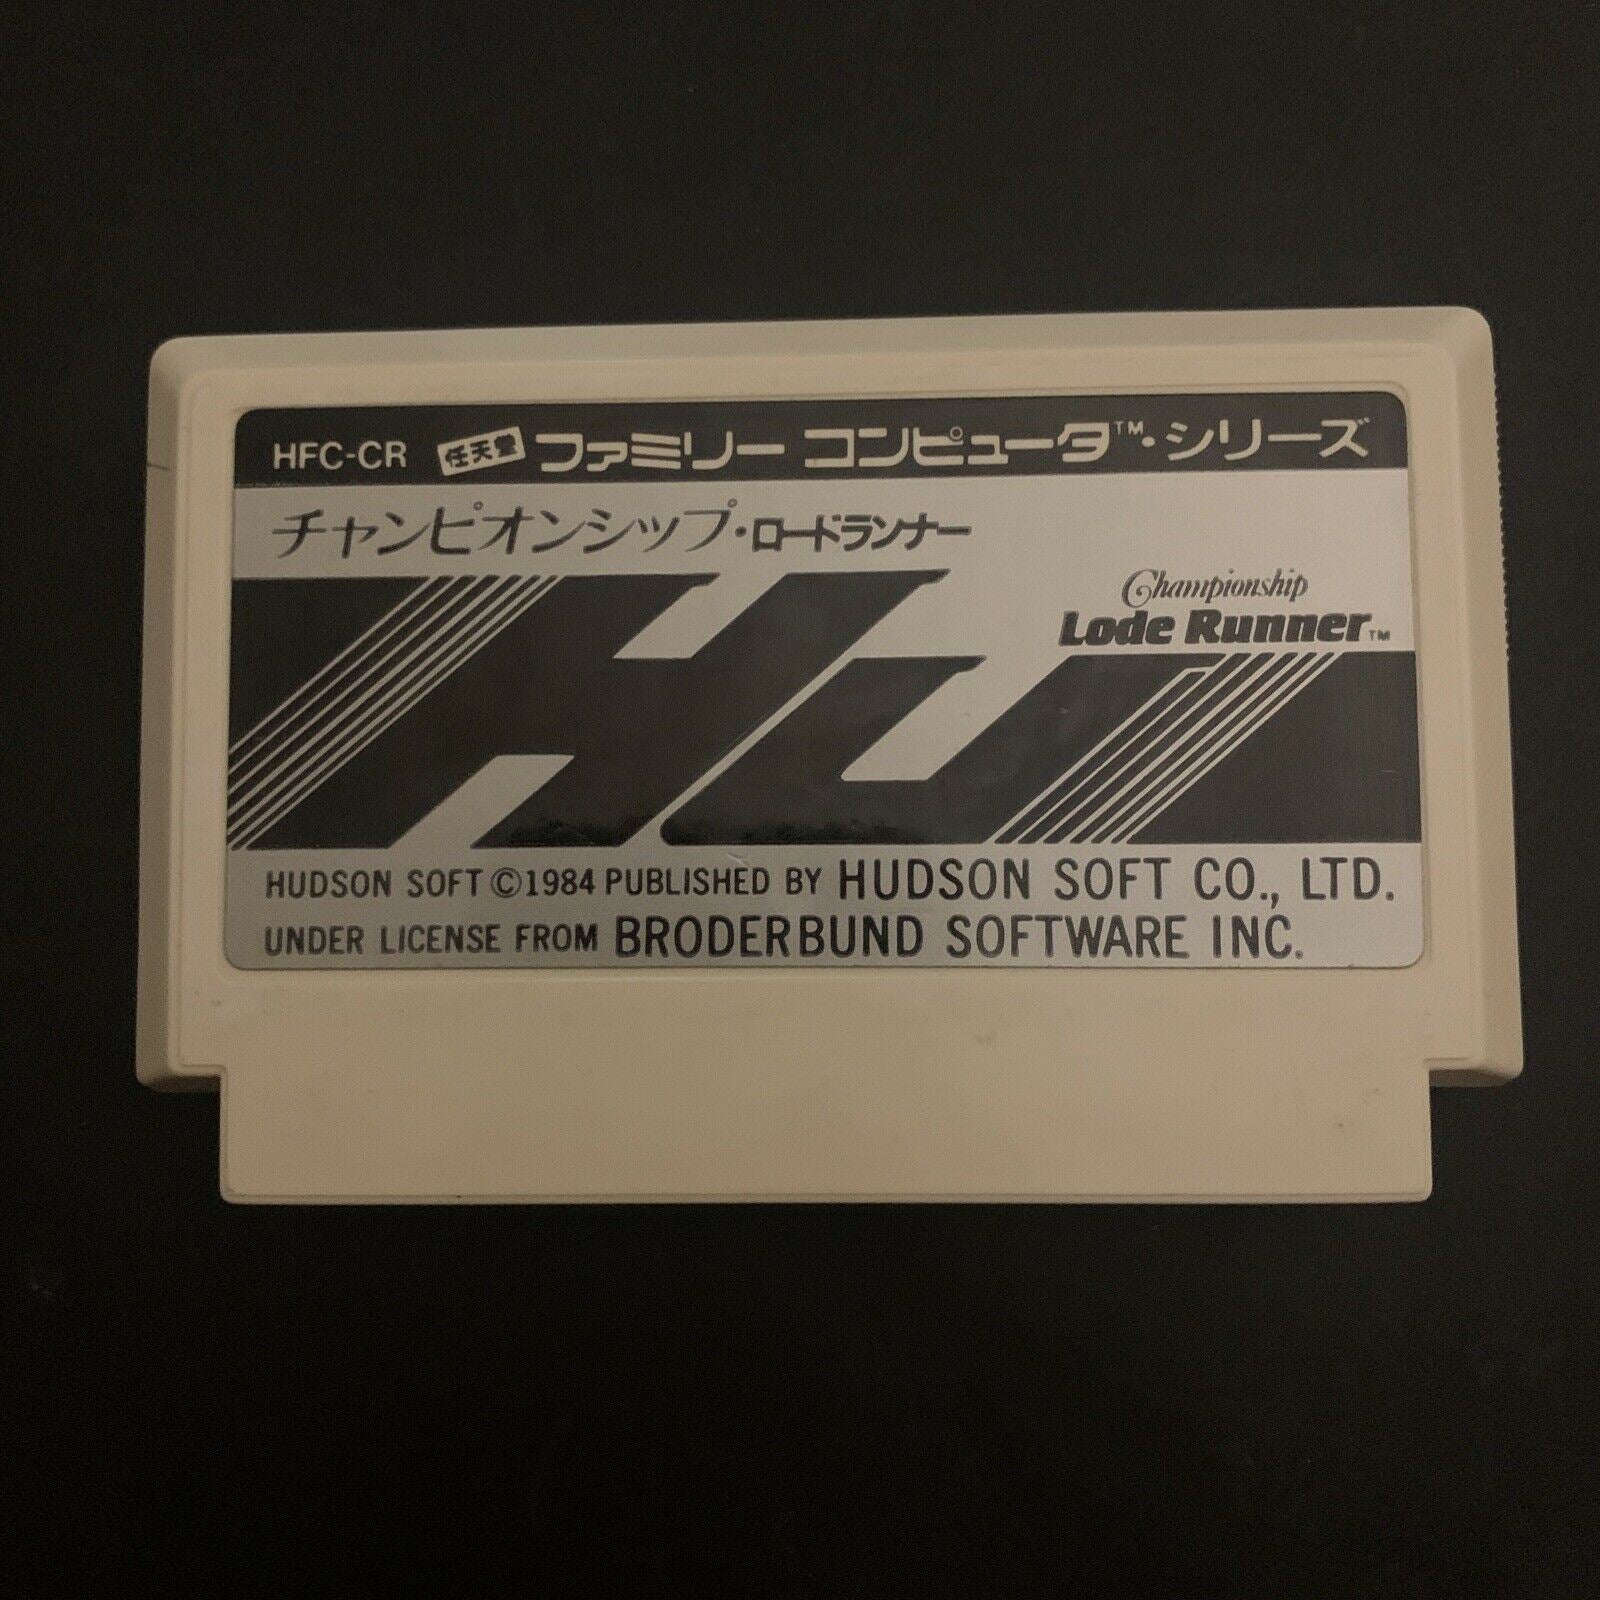 HFC-CR 任天堂 ファミリー コンピュータ™・シリーズ
チャンピオンシップ・ロードランナー
Championship
Lode Runner™
HU
HUDSON SOFT ©1984 PUBLISHED BY HUDSON SOFT CO., LTD.
UNDER LICENSE FROM BRODERBUND SOFTWARE INC.